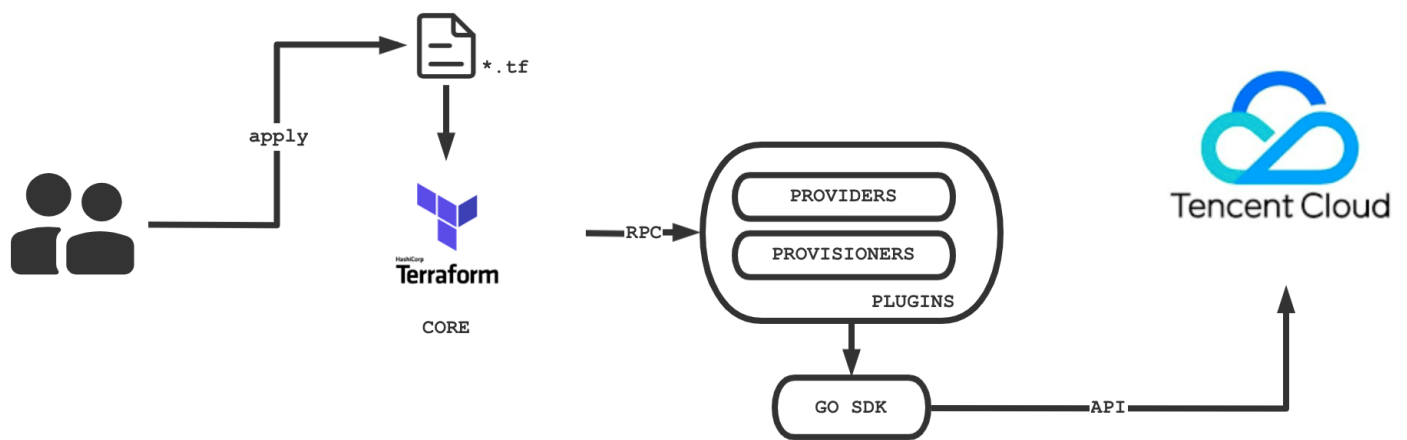 *.tf
apply
HashiCorp
Terraform
CORE
RPC
PROVIDERS
PROVISIONERS
PLUGINS
GO SDK
API
Tencent Cloud